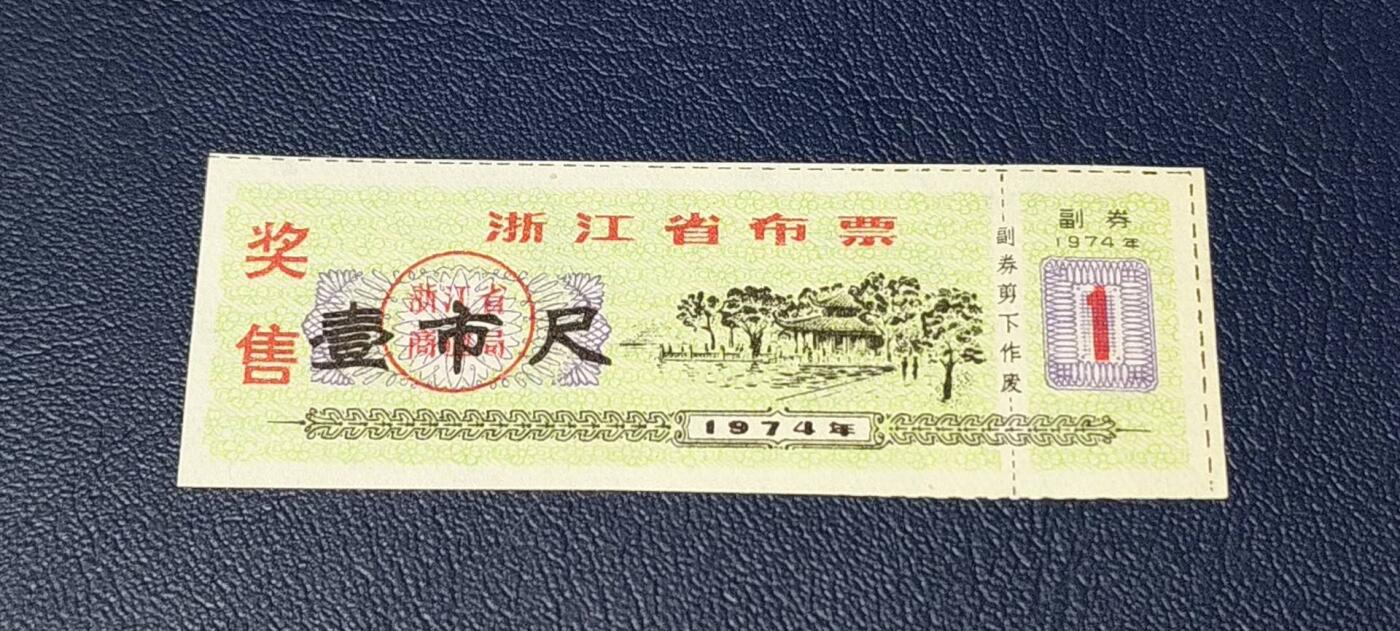 浙江省布票
奖售
浙江省
商业局
壹市尺
1974年
副券剪下作废
副券
1974年
1